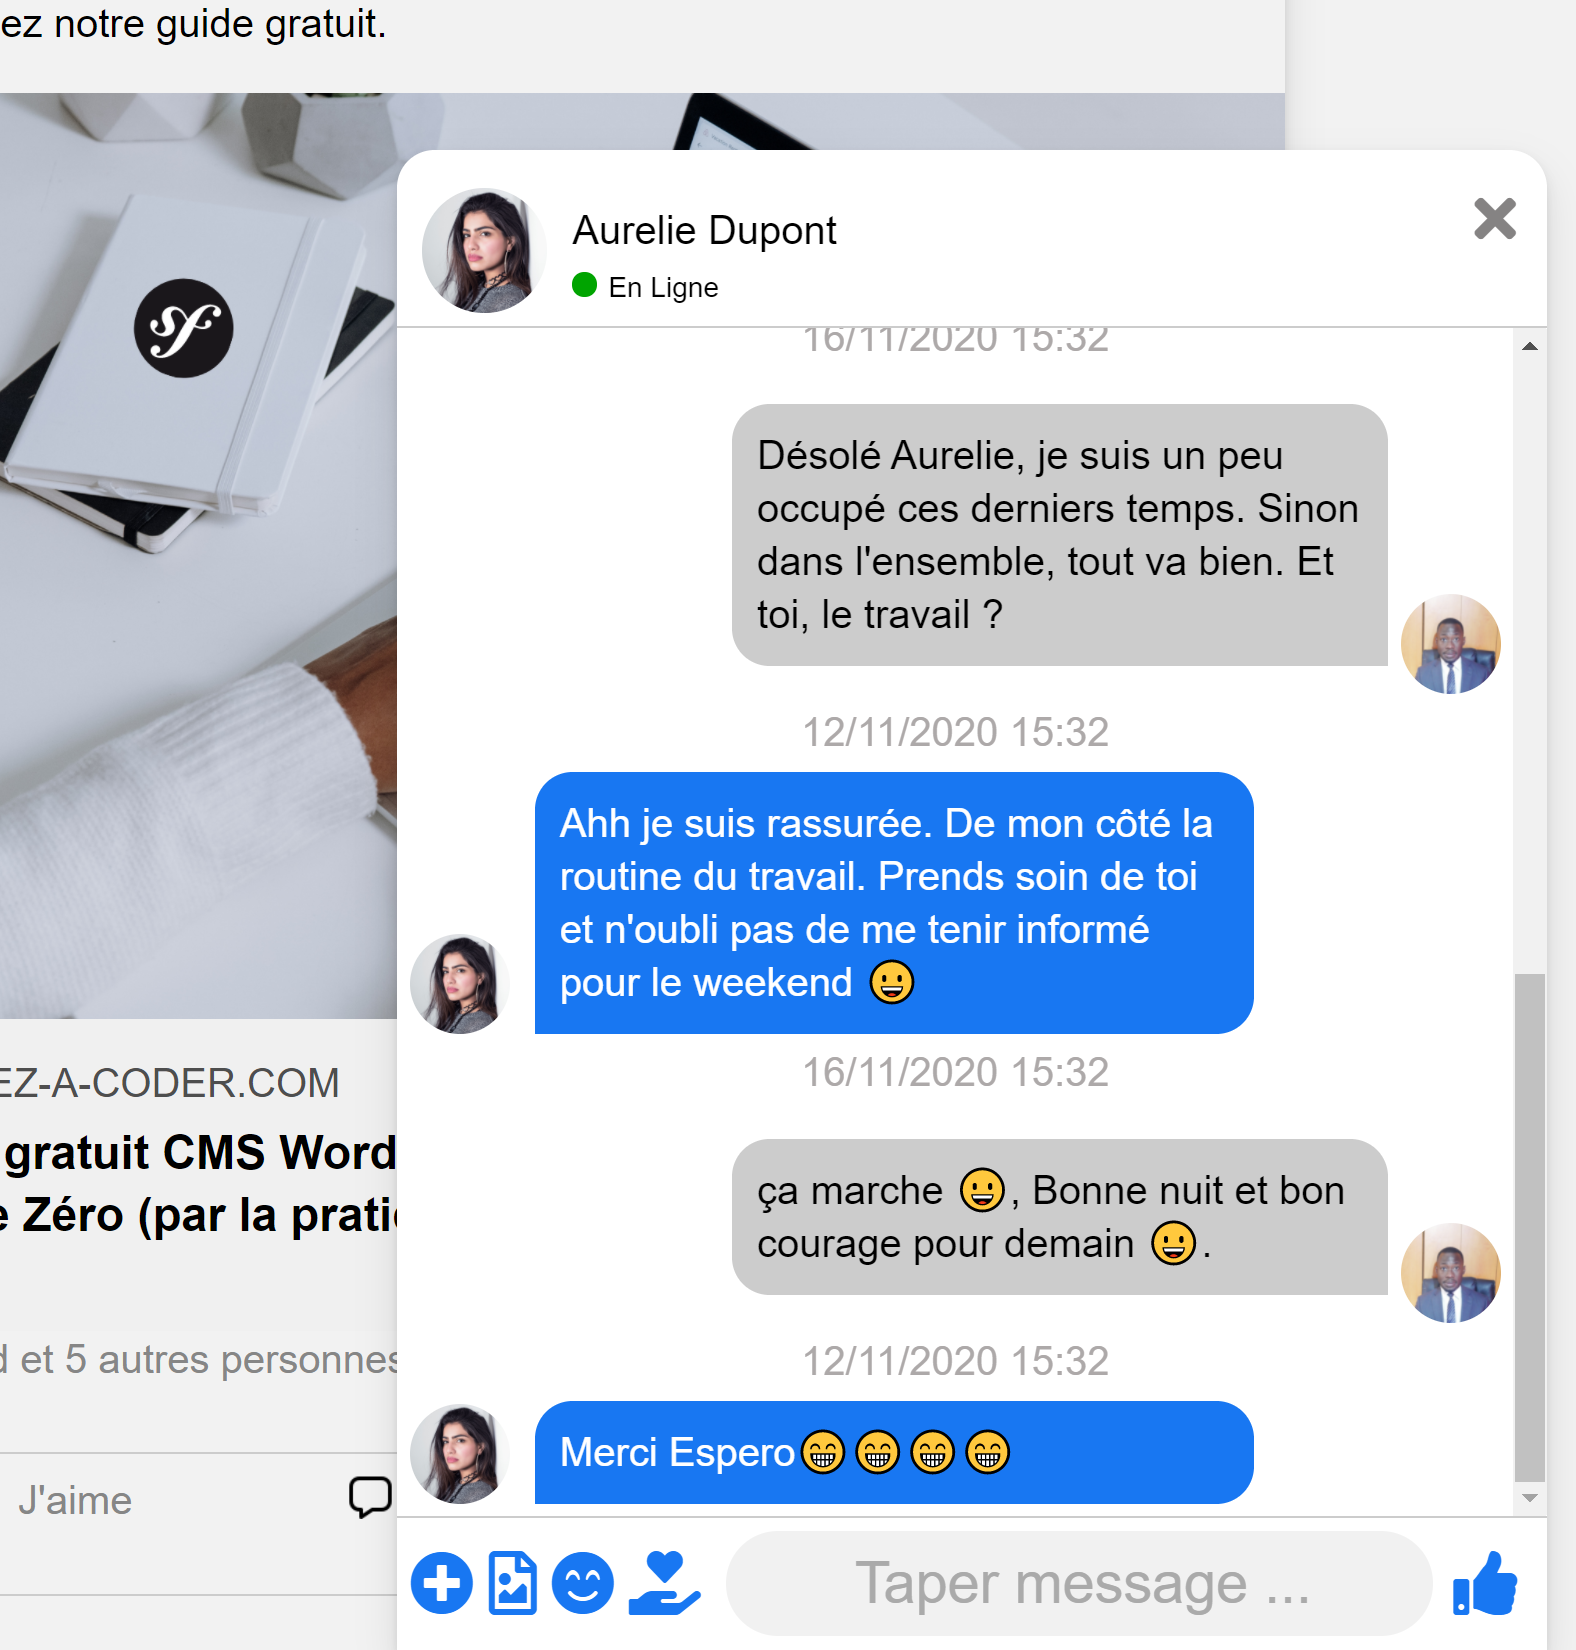 ez notre guide gratuit.
sf
Aurelie Dupont
En Ligne
16/11/2020 15:32
Désolé Aurelie, je suis un peu
occupé ces derniers temps. Sinon
dans l'ensemble, tout va bien. Et
toi, le travail ?
12/11/2020 15:32
Ahh je suis rassurée. De mon côté la
routine du travail. Prends soin de toi
et n'oubli pas de me tenir informé
pour le weekend 😀
16/11/2020 15:32
ça marche 😀, Bonne nuit et bon
courage pour demain 😀.
12/11/2020 15:32
Merci Espero😁😁😁😁
Taper message ...
EZ-A-CODER.COM
gratuit CMS Word
e Zéro (par la prati
d et 5 autres personnes
J'aime